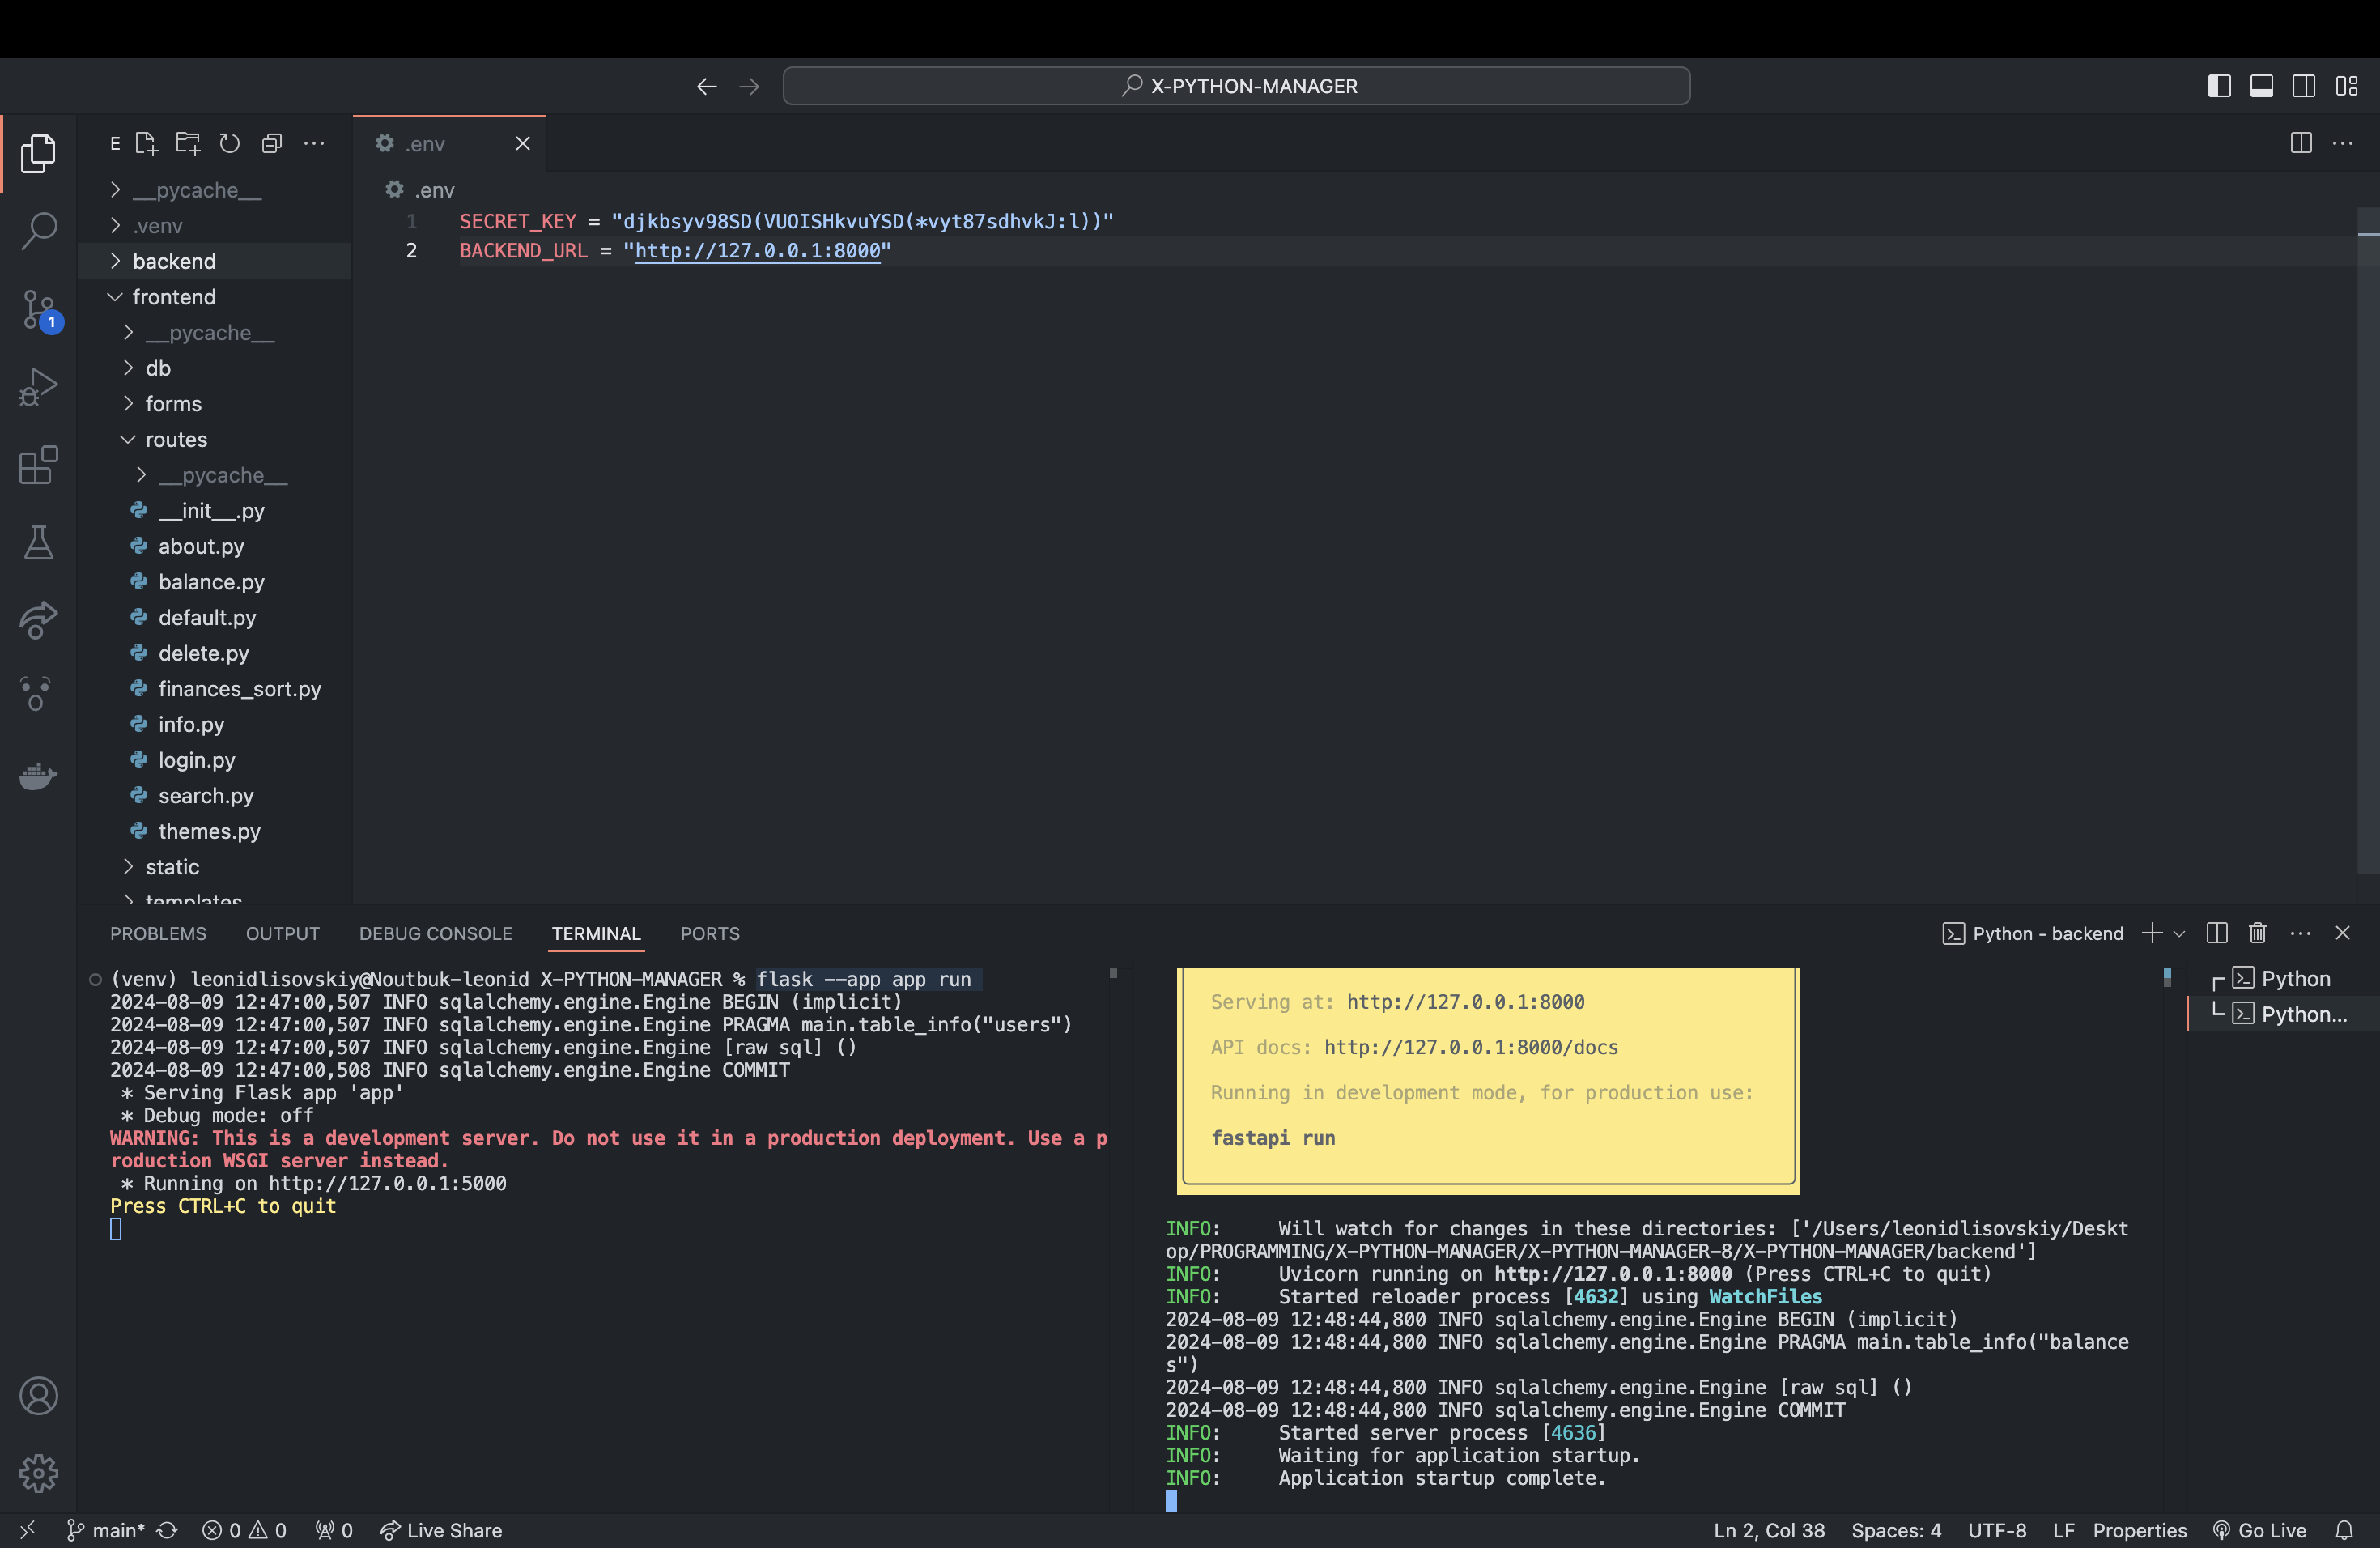 X-PYTHON-MANAGER
E
.env
__pycache__
.venv
backend
frontend
__pycache__
db
forms
routes
__pycache__
__init__.py
about.py
balance.py
default.py
delete.py
finances_sort.py
info.py
login.py
search.py
themes.py
static
templates
1
.env
1 SECRET_KEY = "djkbsyv98SD(VUOISHkvuYSD(*vyt87sdhvkJ:l))"
2 BACKEND_URL = "http://127.0.0.1:8000"
PROBLEMS OUTPUT DEBUG CONSOLE TERMINAL PORTS
Python - backend
(venv) leonidlisovskiy@Noutbuk-leonid X-PYTHON-MANAGER % flask --app app run
2024-08-09 12:47:00,507 INFO sqlalchemy.engine.Engine BEGIN (implicit)
2024-08-09 12:47:00,507 INFO sqlalchemy.engine.Engine PRAGMA main.table_info("users")
2024-08-09 12:47:00,507 INFO sqlalchemy.engine.Engine [raw sql] ()
2024-08-09 12:47:00,508 INFO sqlalchemy.engine.Engine COMMIT
* Serving Flask app 'app'
* Debug mode: off
WARNING: This is a development server. Do not use it in a production deployment. Use a p
roduction WSGI server instead.
* Running on http://127.0.0.1:5000
Press CTRL+C to quit
Serving at: http://127.0.0.1:8000
API docs: http://127.0.0.1:8000/docs
Running in development mode, for production use:
fastapi run
INFO: Will watch for changes in these directories: ['/Users/leonidlisovskiy/Deskt
op/PROGRAMMING/X-PYTHON-MANAGER/X-PYTHON-MANAGER-8/X-PYTHON-MANAGER/backend']
INFO: Uvicorn running on http://127.0.0.1:8000 (Press CTRL+C to quit)
INFO: Started reloader process [4632] using WatchFiles
2024-08-09 12:48:44,800 INFO sqlalchemy.engine.Engine BEGIN (implicit)
2024-08-09 12:48:44,800 INFO sqlalchemy.engine.Engine PRAGMA main.table_info("balance
s")
2024-08-09 12:48:44,800 INFO sqlalchemy.engine.Engine [raw sql] ()
2024-08-09 12:48:44,800 INFO sqlalchemy.engine.Engine COMMIT
INFO: Started server process [4636]
INFO: Waiting for application startup.
INFO: Application startup complete.
Python
Python...
main* 0 0 0 Live Share Ln 2, Col 38 Spaces: 4 UTF-8 LF Properties Go Live